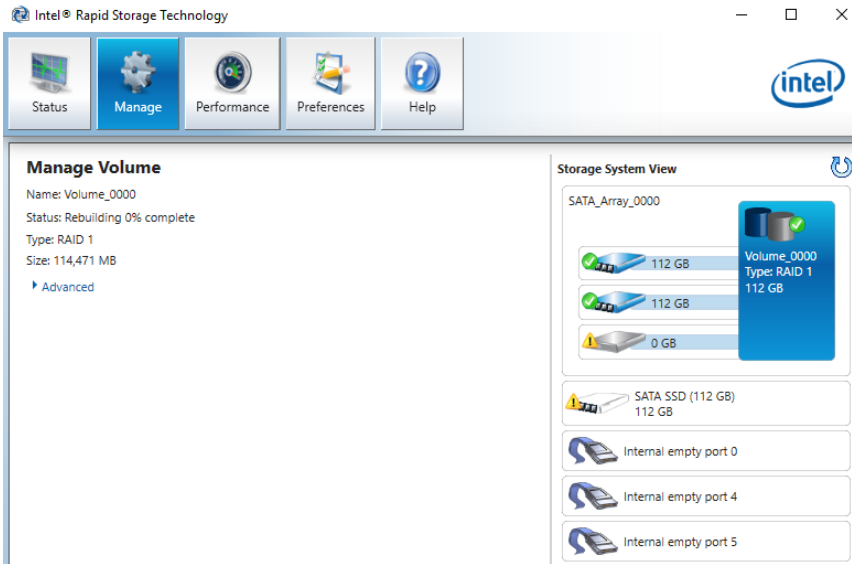 Intel® Rapid Storage Technology
Status
Manage
Performance
Preferences
Help
intel
Manage Volume
Name: Volume_0000
Status: Rebuilding 0% complete
Type: RAID 1
Size: 114,471 MB
Advanced
Storage System View
SATA_Array_0000
112 GB
112 GB
0 GB
Volume_0000
Type: RAID 1
112 GB
SATA SSD (112 GB)
112 GB
Internal empty port 0
Internal empty port 4
Internal empty port 5